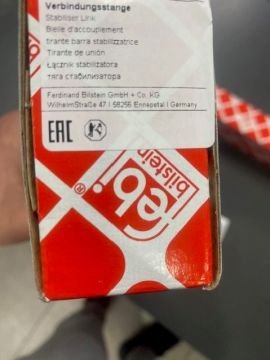 Verbindungsstange
Stabiliser Link
Bielle d'accouplement
tirante barra stabilizzatrice
Tirante de unión
Łącznik stabilizatora
тяга стабилизатора
Ferdinand Bilstein GmbH + Co. KG
Wilhelmstraße 47 | 58256 Ennepetal | Germany
EAC
febi
bilstein
®